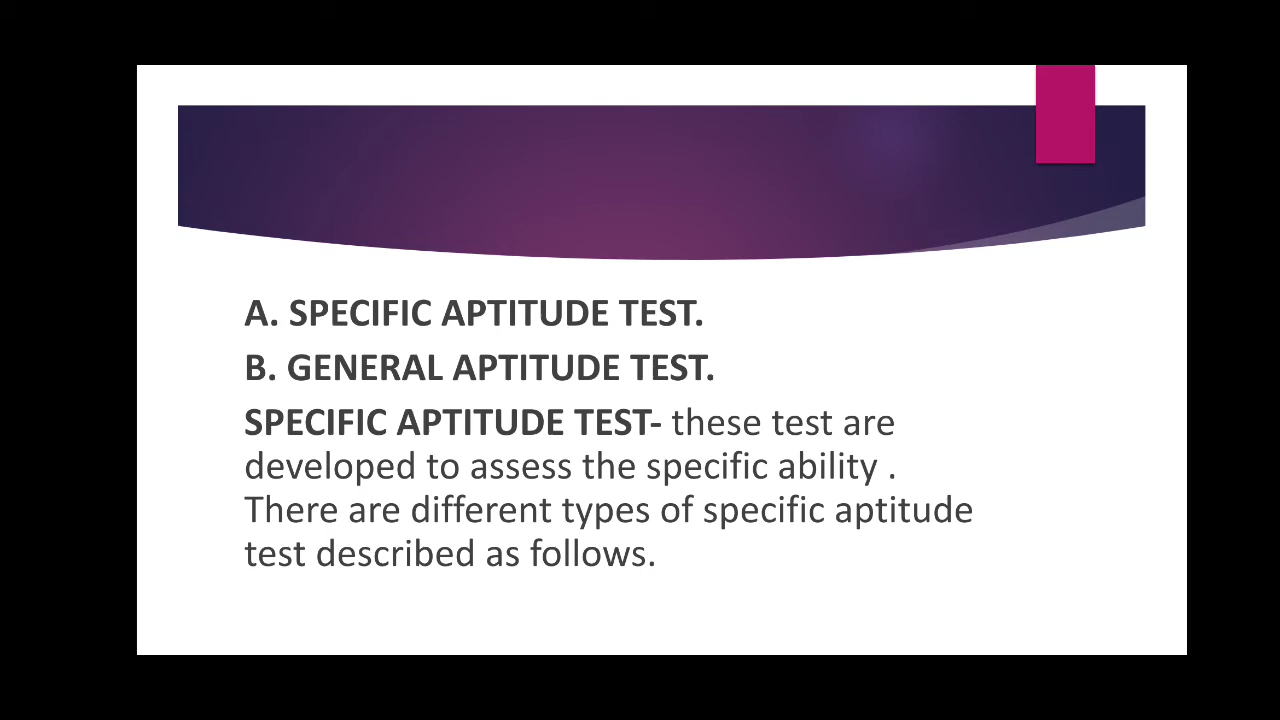 A. SPECIFIC APTITUDE TEST.
B. GENERAL APTITUDE TEST.
SPECIFIC APTITUDE TEST- these test are
developed to assess the specific ability .
There are different types of specific aptitude
test described as follows.